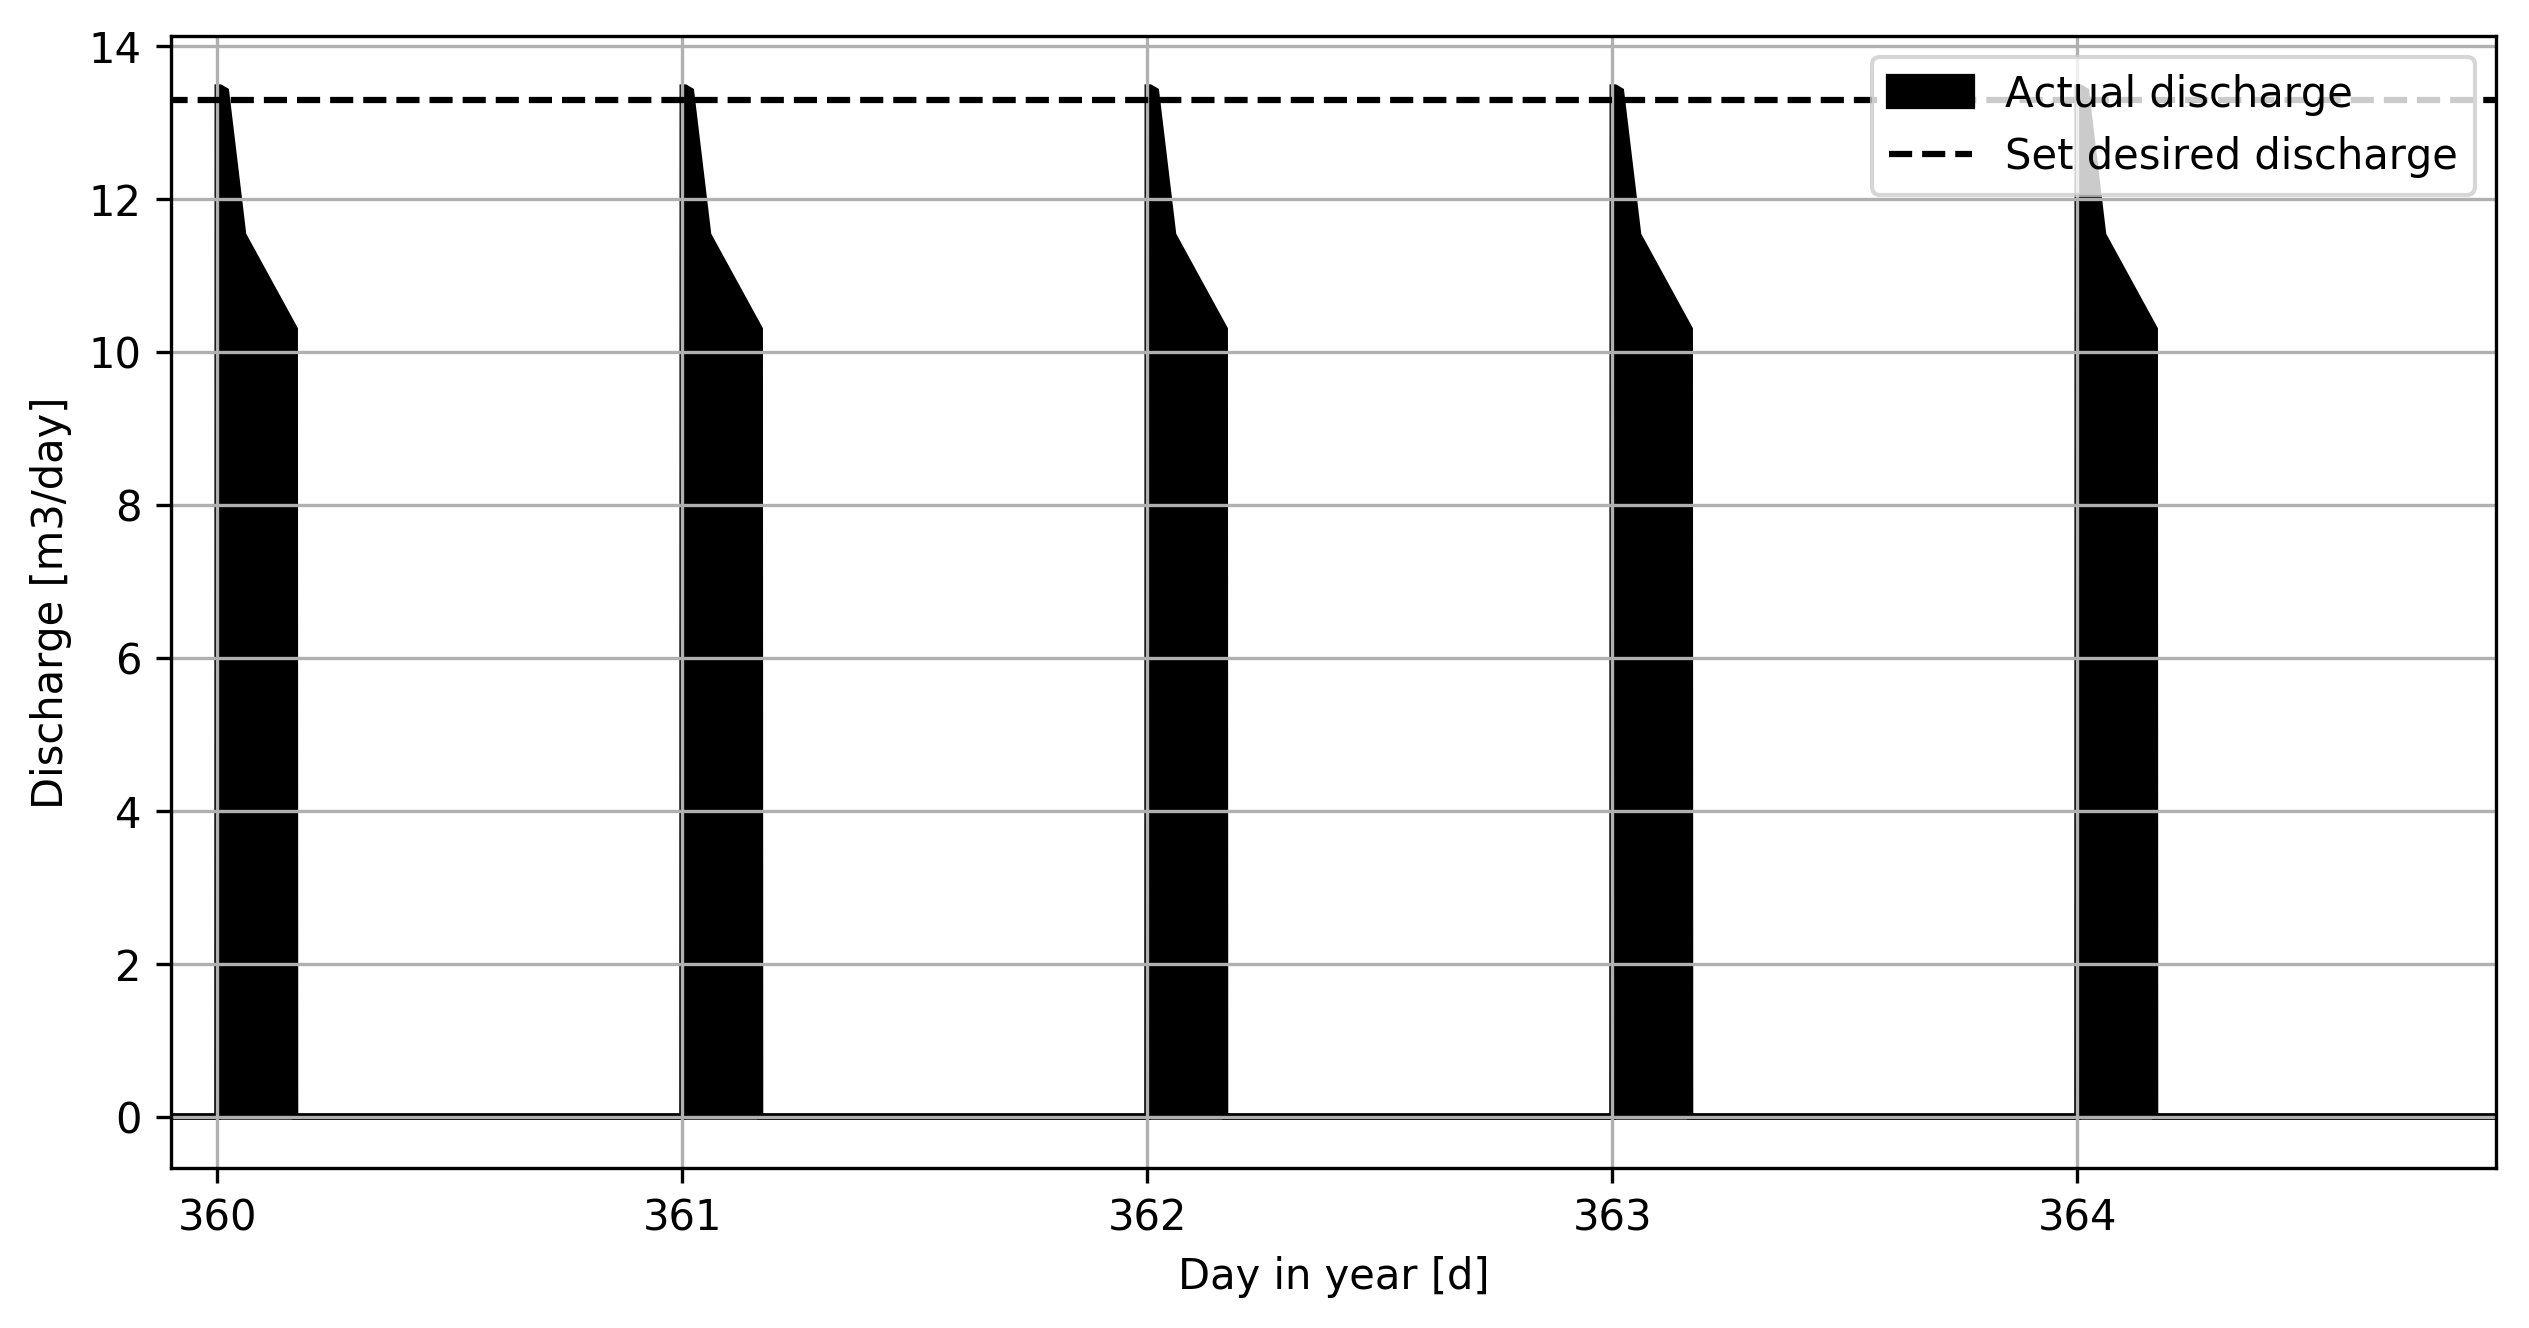 14
12
10
8
6
4
2
0
Discharge [m3/day]
Actual discharge
Set desired discharge
360 361 362 363 364
Day in year [d]